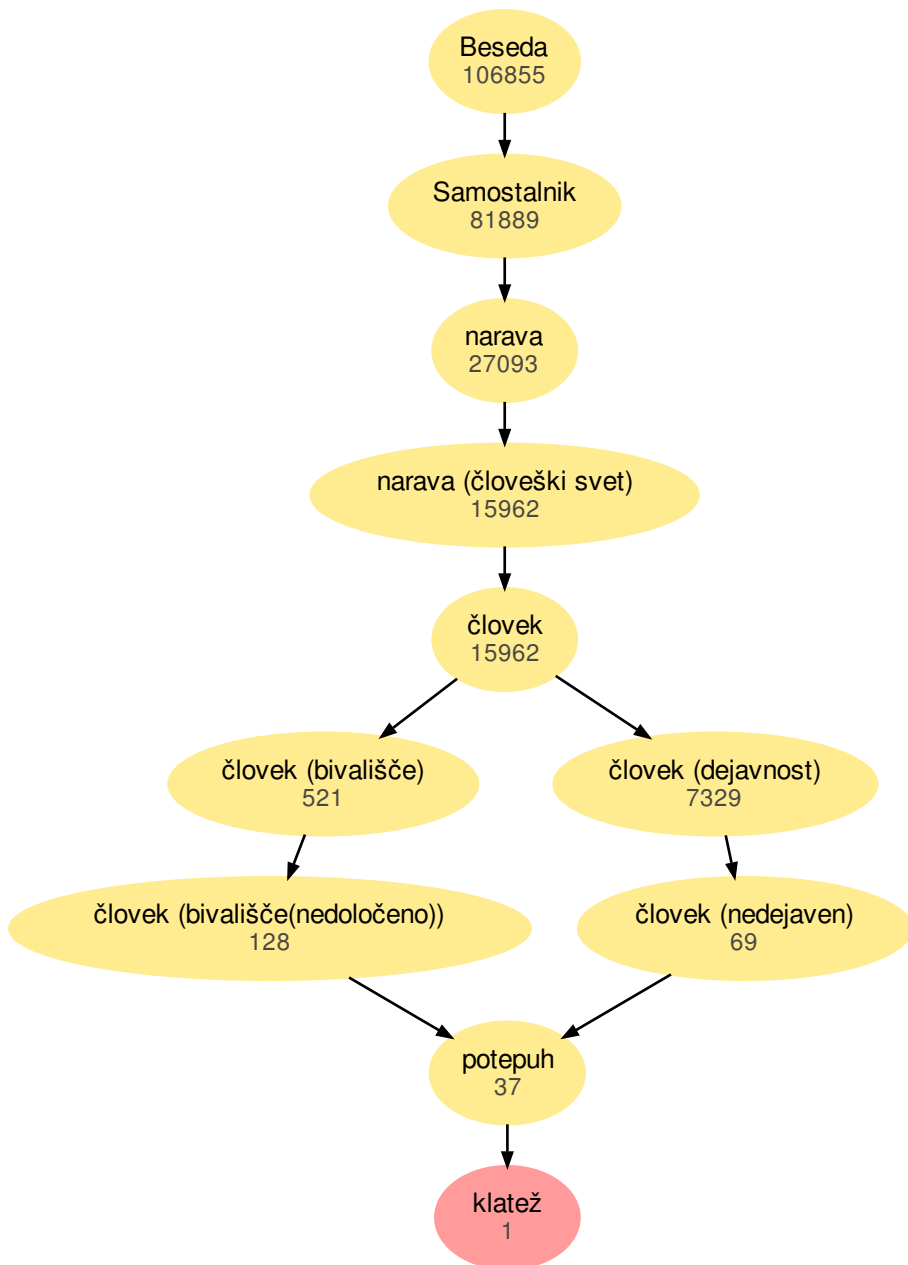 Beseda
106855
Samostalnik
81889
narava
27093
narava (človeški svet)
15962
človek
15962
človek (bivališče)
521
človek (dejavnost)
7329
človek (bivališče(nedoločeno))
128
človek (nedejaven)
69
potepuh
37
klatež
1